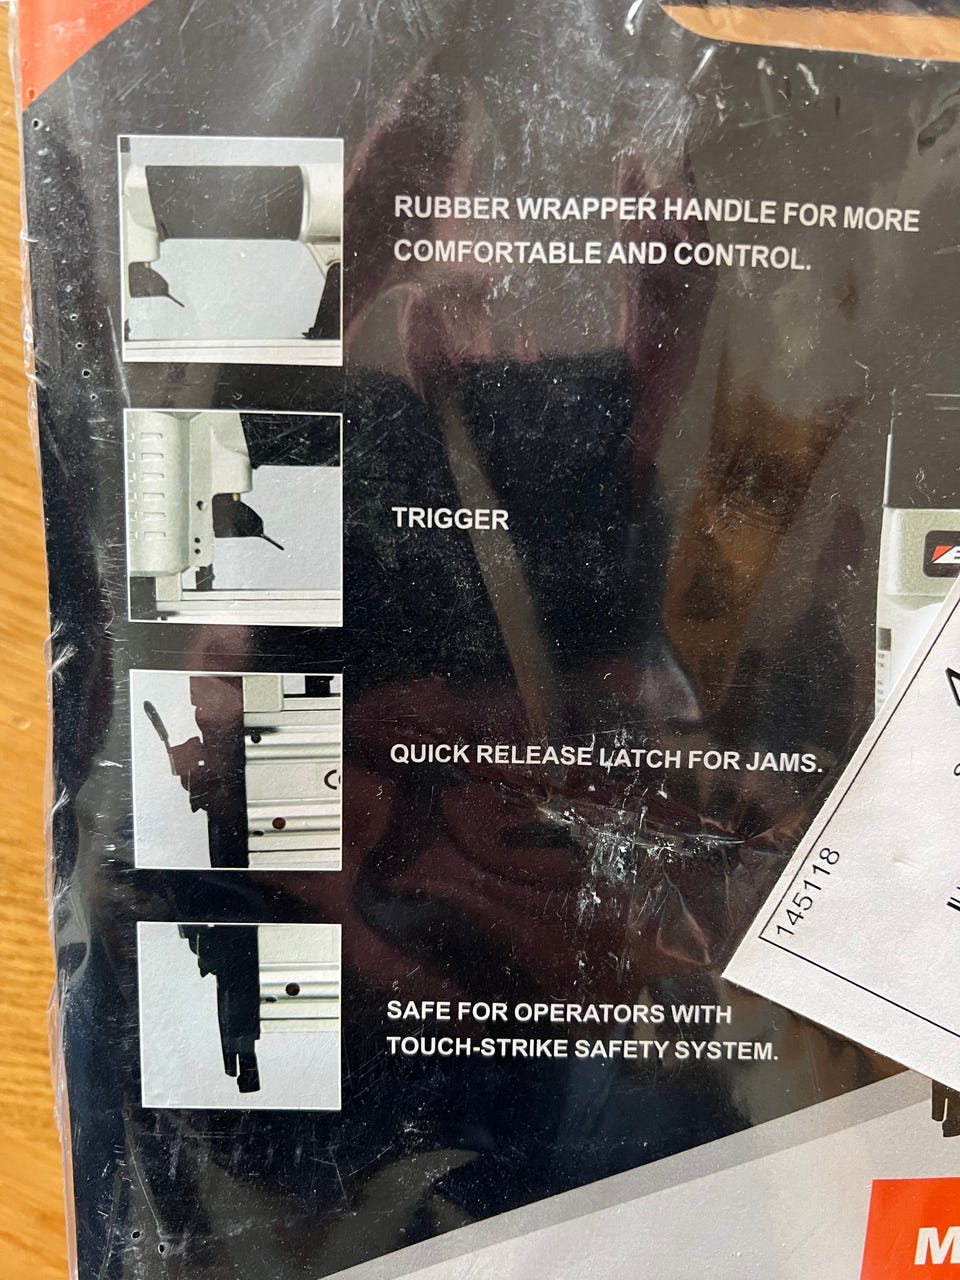 RUBBER WRAPPER HANDLE FOR MORE
COMFORTABLE AND CONTROL.
TRIGGER
QUICK RELEASE LATCH FOR JAMS.
145118
SAFE FOR OPERATORS WITH
TOUCH-STRIKE SAFETY SYSTEM.
M